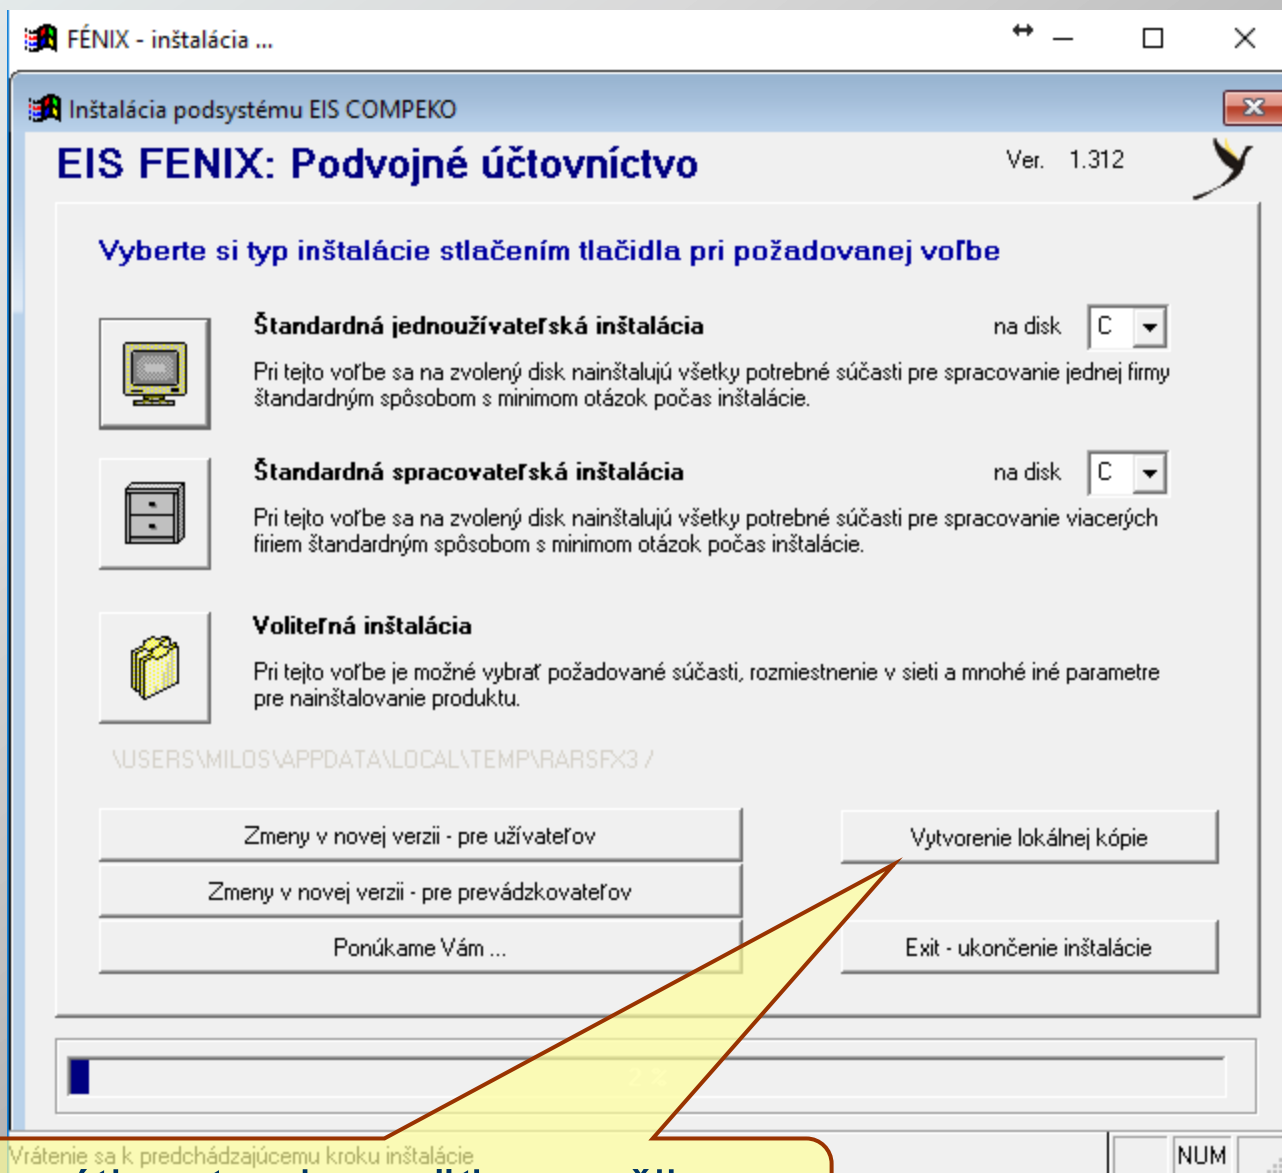 FÉNIX - inštalácia ...
Inštalácia podsystému EIS COMPEKO
EIS FENIX: Podvojné účtovníctvo
Ver. 1.312
Vyberte si typ inštalácie stlačením tlačidla pri požadovanej voľbe
Štandardná jednoužívateľská inštalácia
na disk C
Pri tejto voľbe sa na zvolený disk nainštalujú všetky potrebné súčasti pre spracovanie jednej firmy
štandardným spôsobom s minimom otázok počas inštalácie.
Štandardná spracovateľská inštalácia
na disk C
Pri tejto voľbe sa na zvolený disk nainštalujú všetky potrebné súčasti pre spracovanie viacerých
firiem štandardným spôsobom s minimom otázok počas inštalácie.
Voliteľná inštalácia
Pri tejto voľbe je možné vybrať požadované súčasti, rozmiestnenie v sieti a mnohé iné parametre
pre nainštalovanie produktu.
\USERS\MILOS\APPDATA\LOCAL\TEMP\RARSFX3 /
Zmeny v novej verzii - pre užívateľov
Vytvorenie lokálnej kópie
Zmeny v novej verzii - pre prevádzkovateľov
Ponúkame Vám ...
Exit - ukončenie inštalácie
2 %
Vrátenie sa k predchádzajúcemu kroku inštalácie
NUM